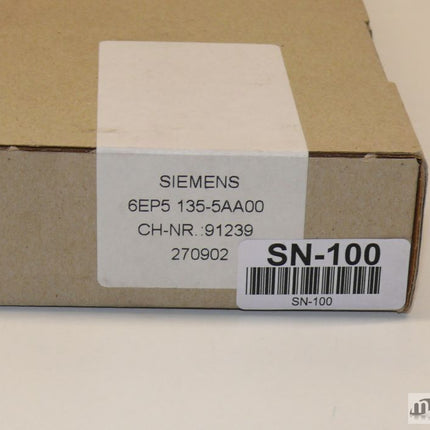 SIEMENS
6EP5 135-5AA00
CH-NR.:91239
270902
SN-100
SN-100